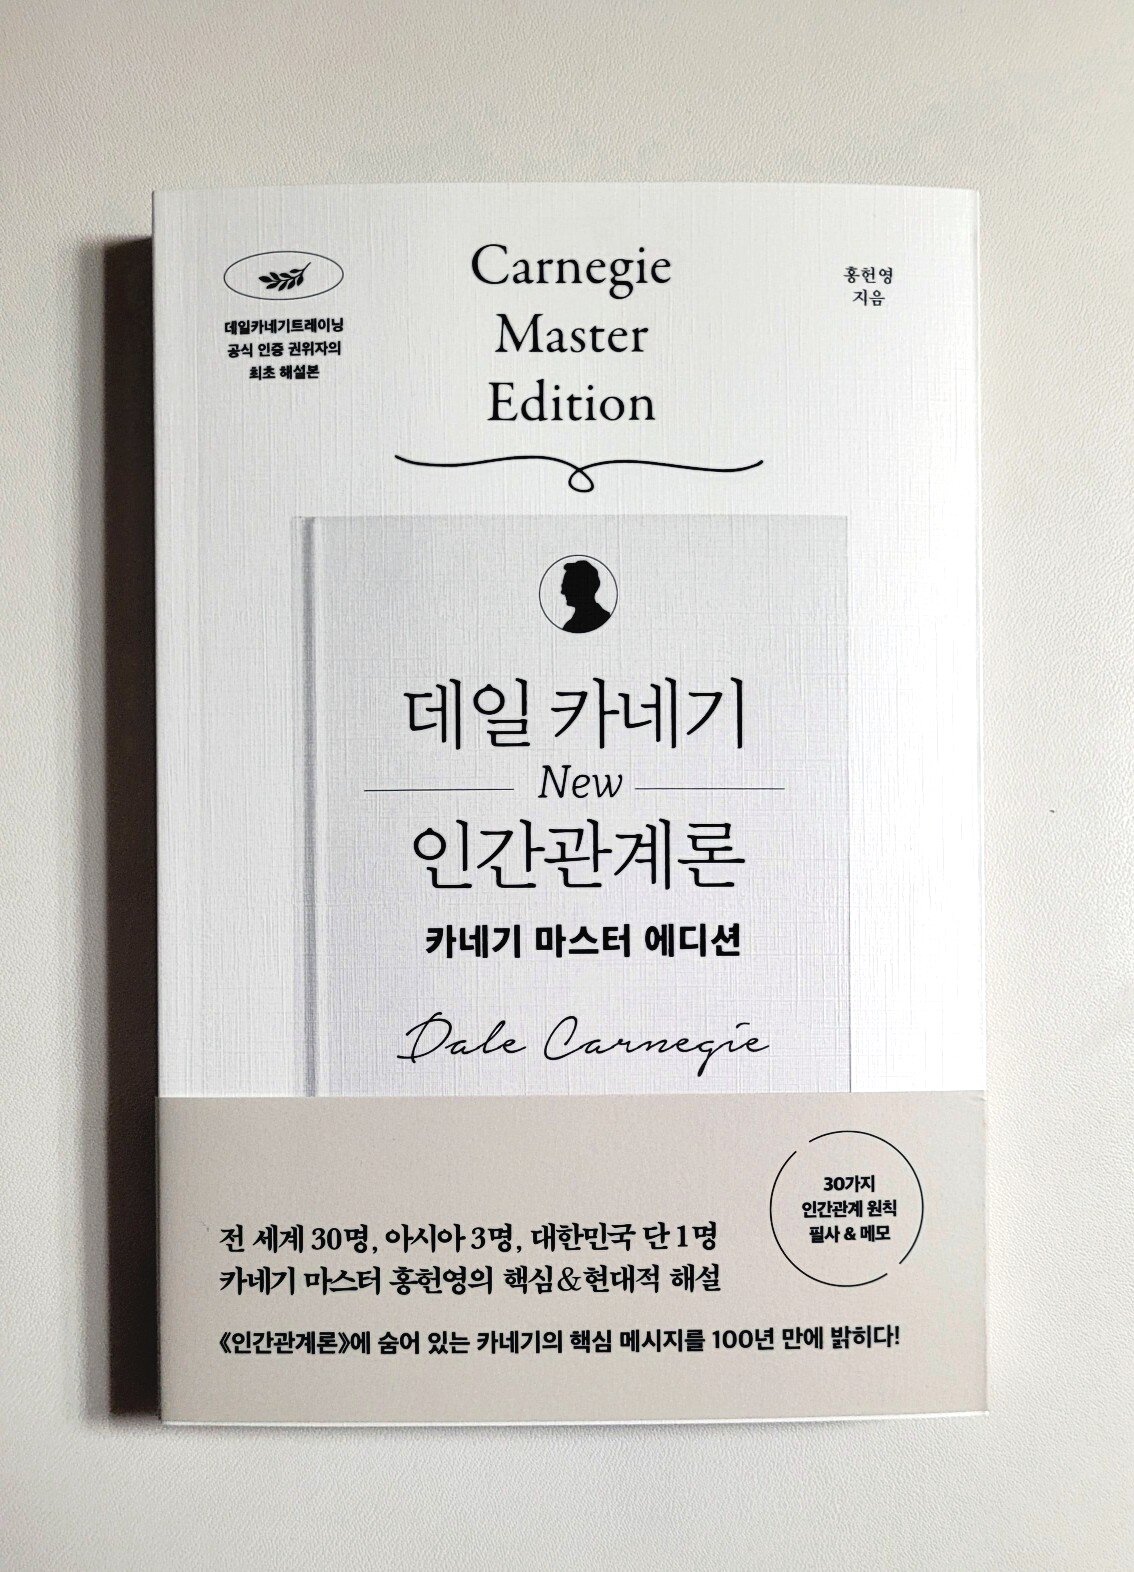 Carnegie
Master
Edition
데일카네기트레이닝
공식 인증 권위자의
최초 해설본
홍헌영
지음
데일 카네기
New
인간관계론
카네기 마스터 에디션
Dale Carnegie
30가지
인간관계 원칙
필사 & 메모
전 세계 30명, 아시아 3명, 대한민국 단 1명
카네기 마스터 홍헌영의 핵심&현대적 해설
《인간관계론》에 숨어 있는 카네기의 핵심 메시지를 100년 만에 밝히다!